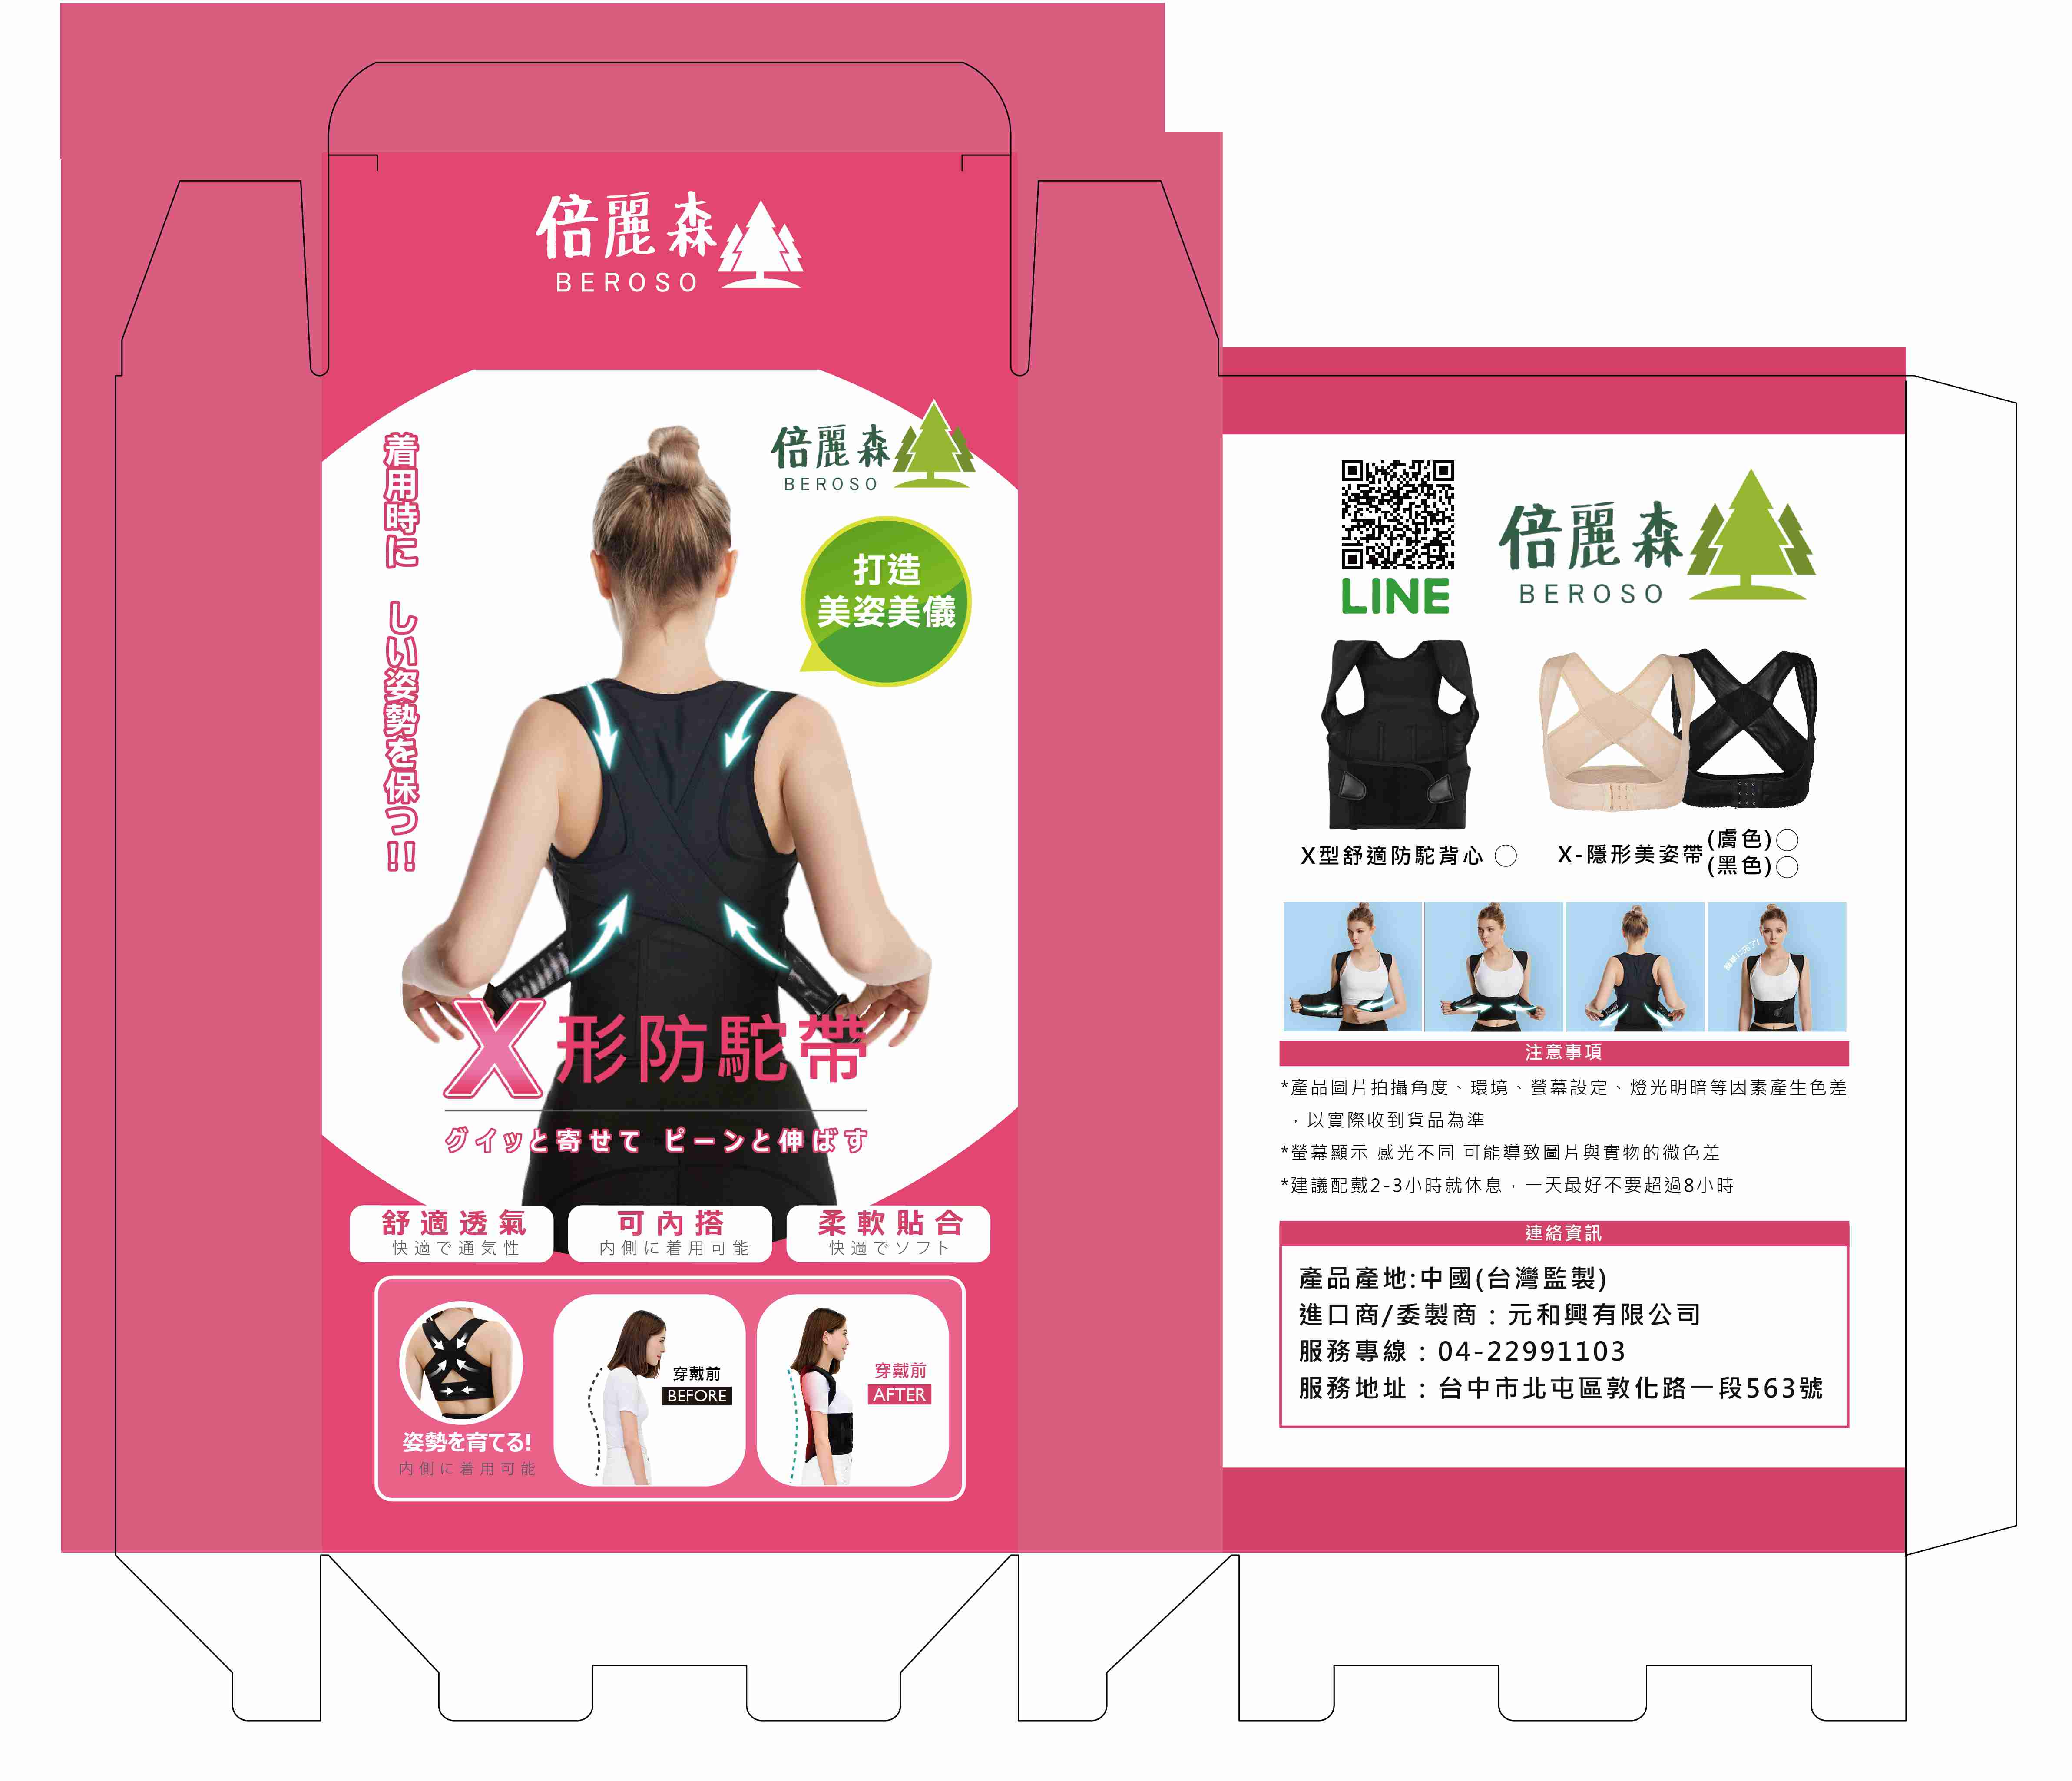 倍麗森
BEROSO
倍麗森
BEROSO
打造
美姿美儀
着用時に しい姿勢を保つ!!
X形防駝帶
グイッと寄せて ピーンと伸ばす
舒適透氣
快適で通気性
可內搭
内側に着用可能
柔軟貼合
快適でソフト
姿勢を育てる!
内側に着用可能
穿戴前
BEFORE
穿戴前
AFTER
LINE
倍麗森
BEROSO
X型舒適防駝背心 ○
X-隱形美姿帶
(膚色)○
(黑色)○
簡単に完了!
注意事項
*產品圖片拍攝角度、環境、螢幕設定、燈光明暗等因素產生色差
，以實際收到貨品為準
*螢幕顯示 感光不同 可能導致圖片與實物的微色差
*建議配戴2-3小時就休息，一天最好不要超過8小時
連絡資訊
產品產地:中國(台灣監製)
進口商/委製商：元和興有限公司
服務專線：04-22991103
服務地址：台中市北屯區敦化路一段563號